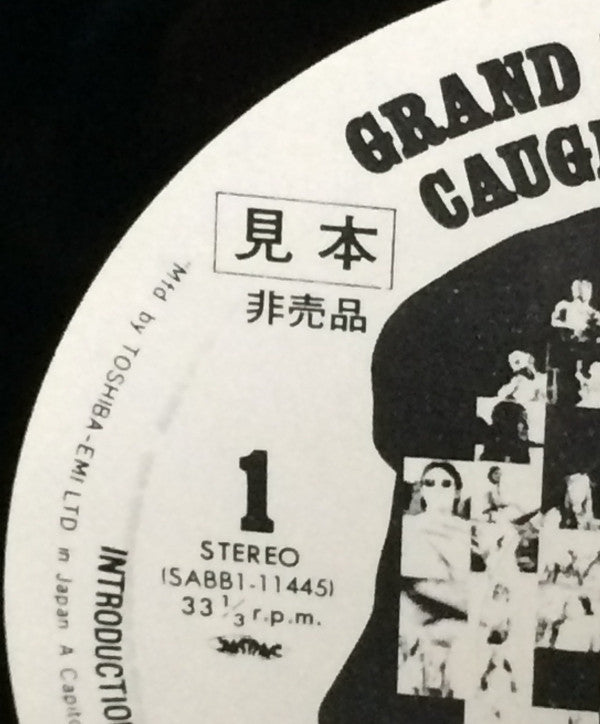 GRAND
CAUG
見本
非売品
1
STEREO
(SABB1-11445)
33 1/3 r.p.m.
INTRODUCTIO
Mfd by TOSHIBA-EMI LTD in Japan A Capito